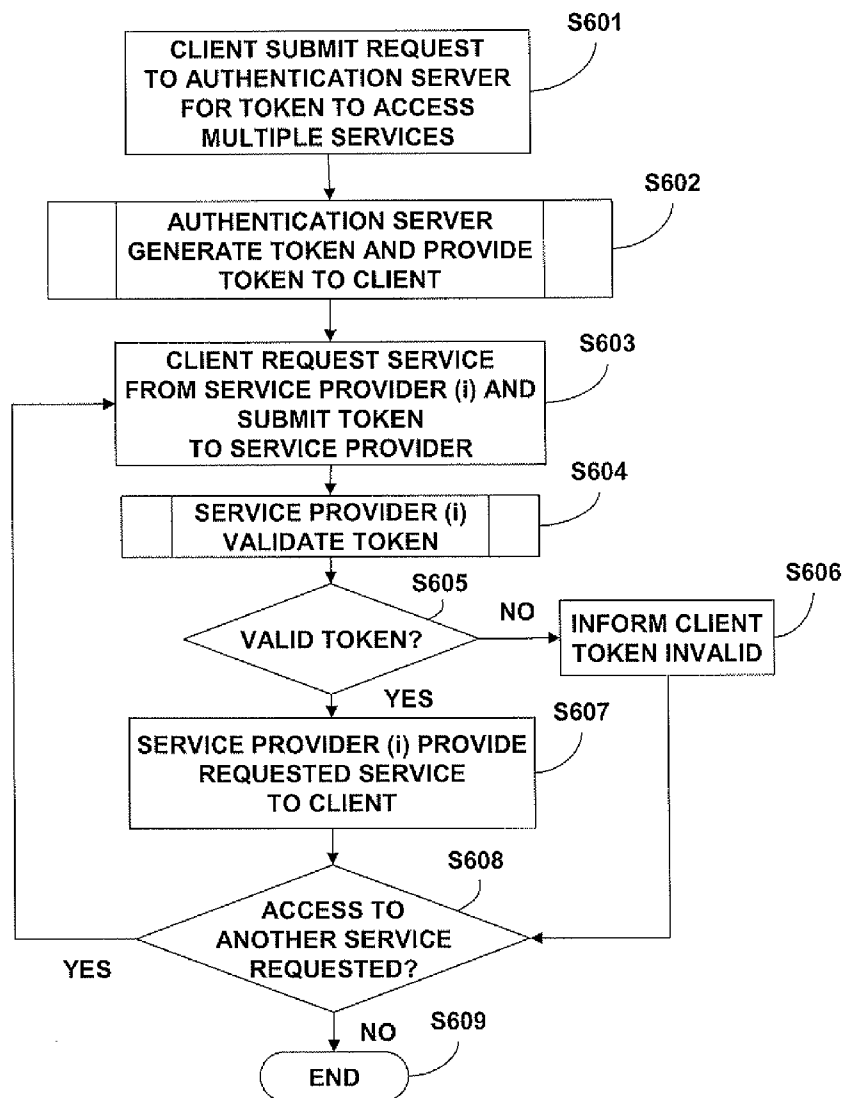 S601
CLIENT SUBMIT REQUEST
TO AUTHENTICATION SERVER
FOR TOKEN TO ACCESS
MULTIPLE SERVICES
S602
AUTHENTICATION SERVER
GENERATE TOKEN AND PROVIDE
TOKEN TO CLIENT
S603
CLIENT REQUEST SERVICE
FROM SERVICE PROVIDER (i) AND
SUBMIT TOKEN
TO SERVICE PROVIDER
S604
SERVICE PROVIDER (i)
VALIDATE TOKEN
S605
VALID TOKEN?
NO
S606
INFORM CLIENT
TOKEN INVALID
YES
S607
SERVICE PROVIDER (i) PROVIDE
REQUESTED SERVICE
TO CLIENT
S608
ACCESS TO
ANOTHER SERVICE
REQUESTED?
YES
NO
S609
END